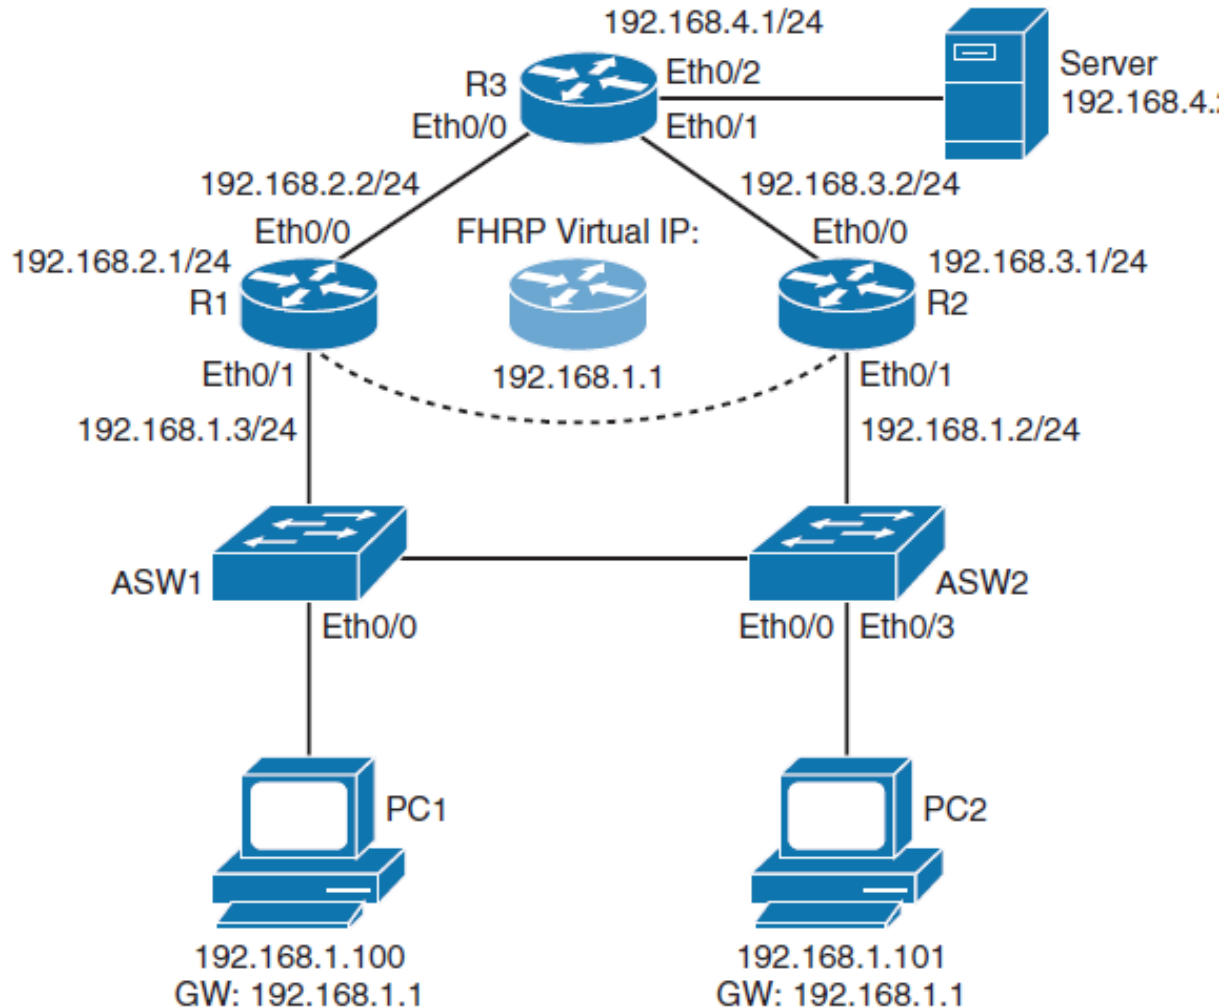 192.168.4.1/24
R3
Eth0/2
Server
Eth0/0
Eth0/1
192.168.2.2/24
192.168.3.2/24
Eth0/0
FHRP Virtual IP:
Eth0/0
192.168.2.1/24
192.168.3.1/24
R1
R2
Eth0/1
192.168.1.1
Eth0/1
192.168.1.3/24
192.168.1.2/24
ASW1
ASW2
Eth0/0
Eth0/0
Eth0/3
PC1
PC2
192.168.1.100
GW: 192.168.1.1
192.168.1.101
GW: 192.168.1.1